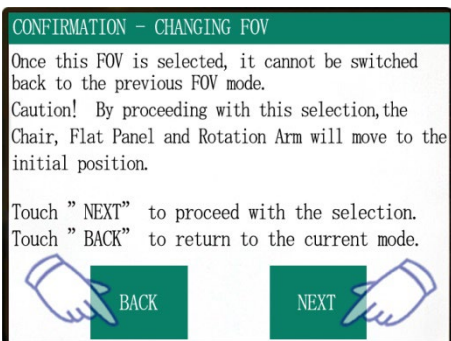 CONFIRMATION - CHANGING FOV
Once this FOV is selected, it cannot be switched
back to the previous FOV mode.
Caution! By proceeding with this selection,the
Chair, Flat Panel and Rotation Arm will move to the
initial position.
Touch ” NEXT” to proceed with the selection.
Touch ” BACK” to return to the current mode.
BACK NEXT